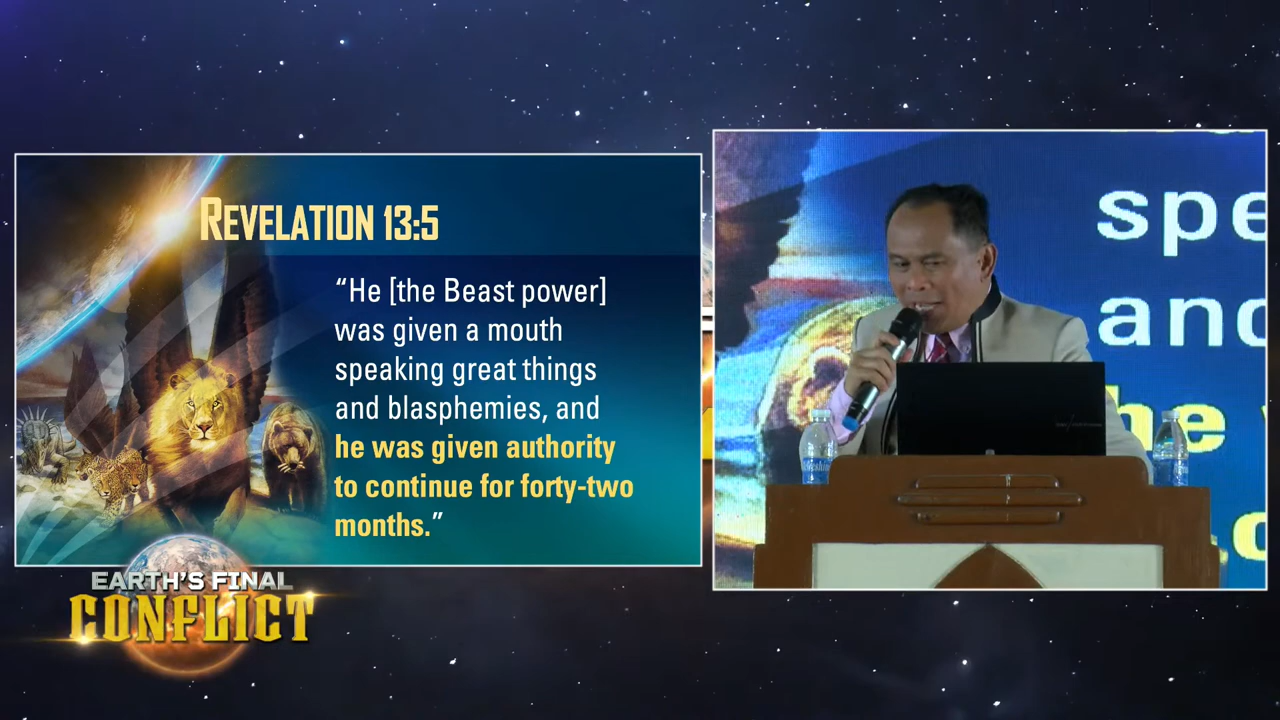 REVELATION 13:5
“He [the Beast power]
was given a mouth
speaking great things
and blasphemies, and
he was given authority
to continue for forty-two
months.”
EARTH'S FINAL
CONFLICT
spe
and
he